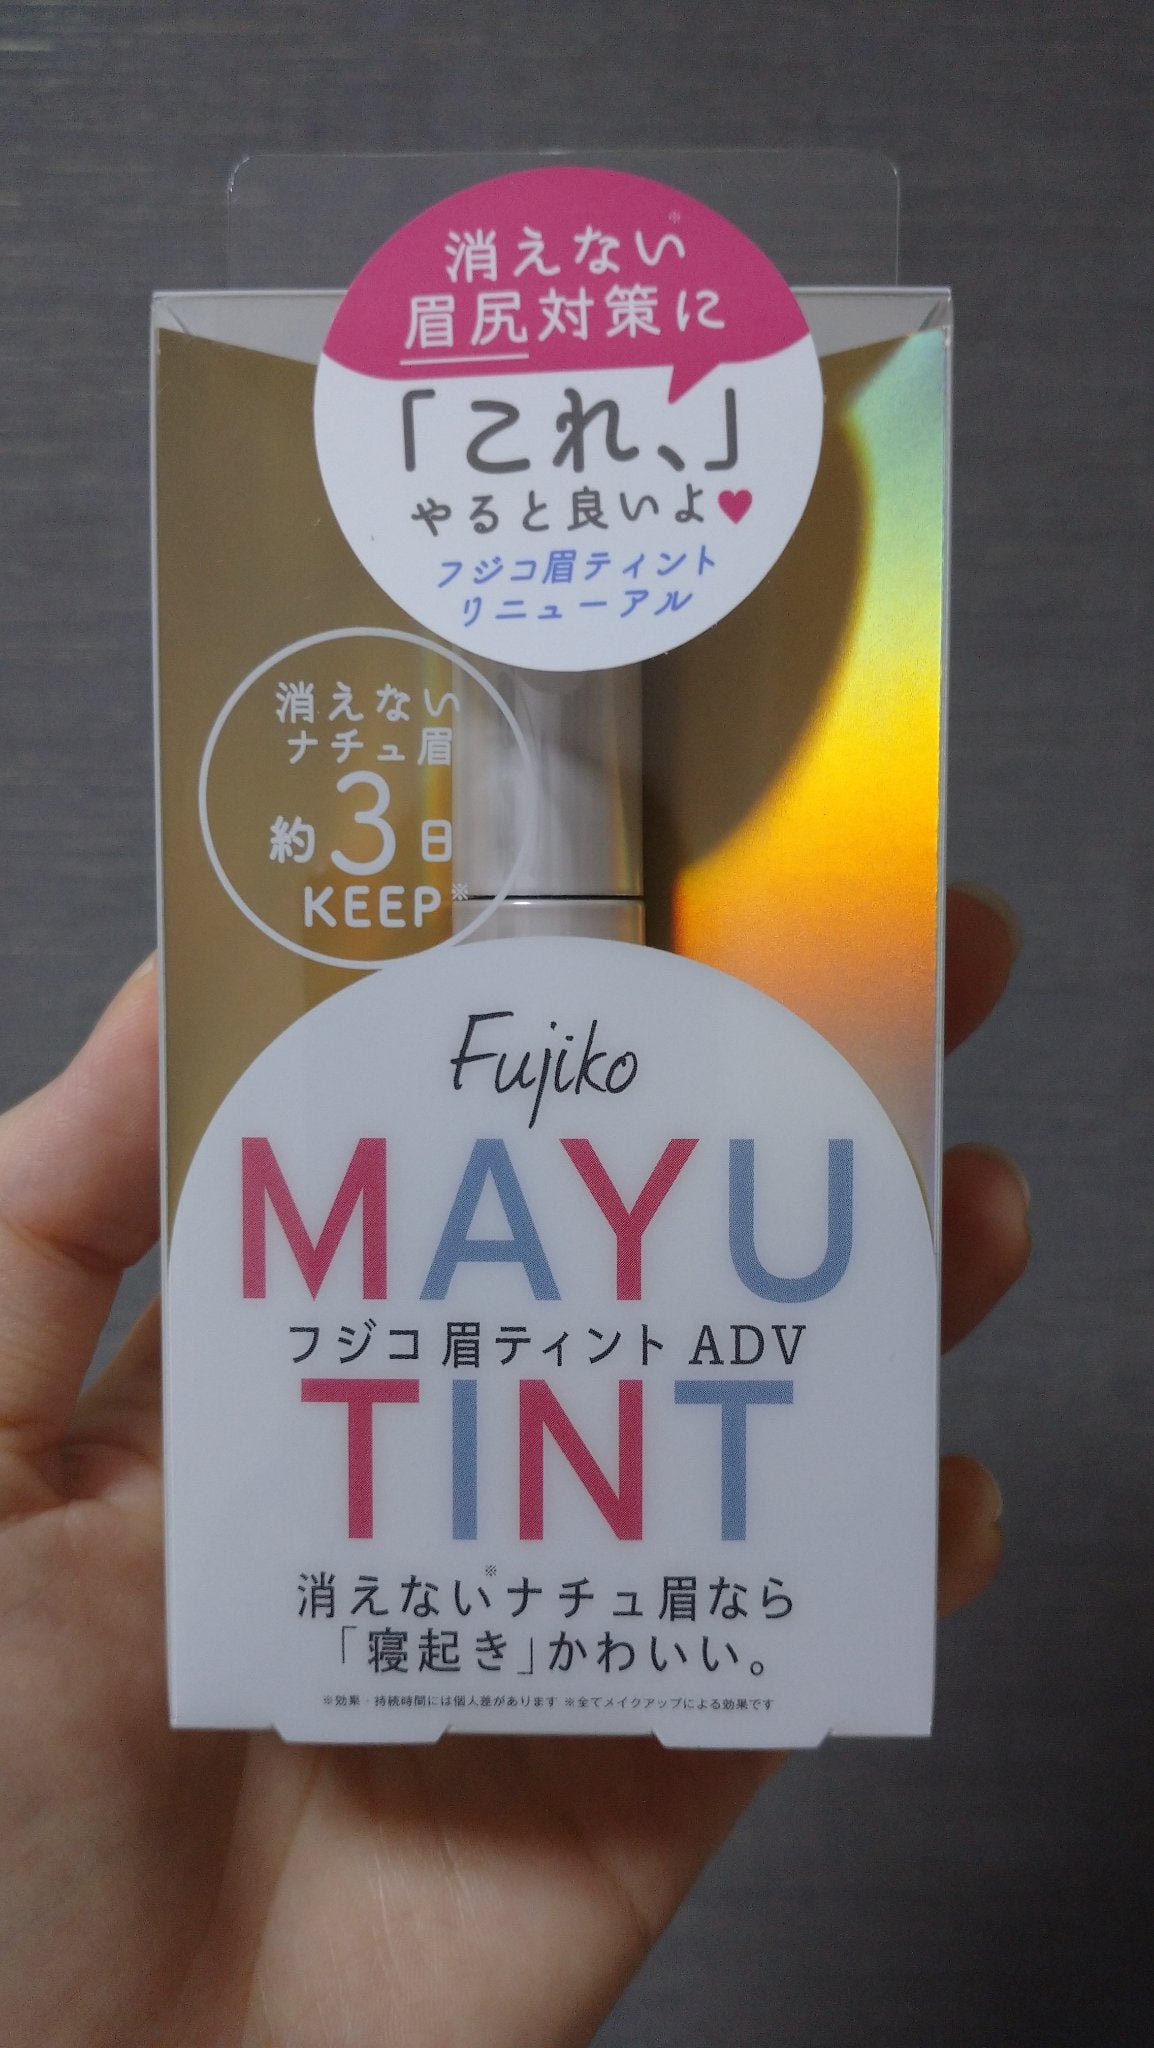 消えない※
眉尻対策に
「これ、」
やると良いよ♥
フジコ眉ティント
リニューアル
消えない
ナチュ眉
約3日
KEEP※
Fujiko
MAYU
フジコ 眉ティント ADV
TINT
消えない※ナチュ眉なら
「寝起き」かわいい。
※効果・持続時間には個人差があります ※全てメイクアップによる効果です